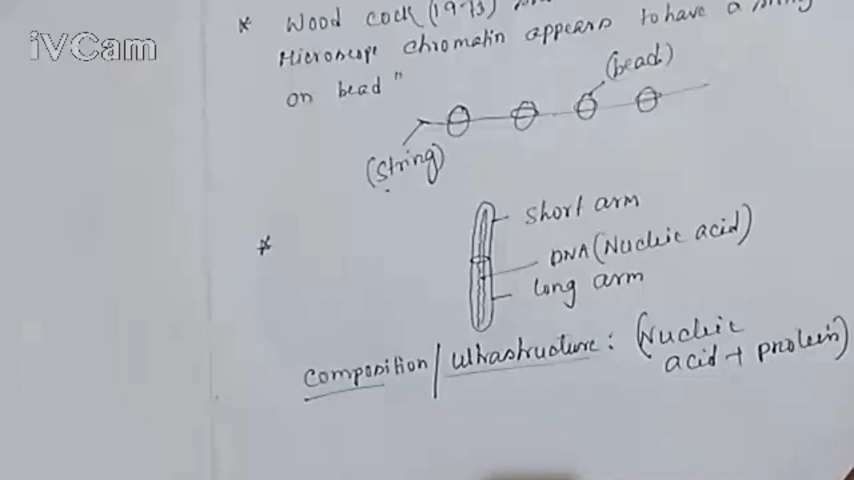 iVCam
* Wood cock (1973)
Microscope chromatin appears to have a string
on bead"
(bead)
(string)
short arm
*
DNA (Nucleic acid)
long arm
composition / Ultrastructure : (Nucleic
acid + protein)